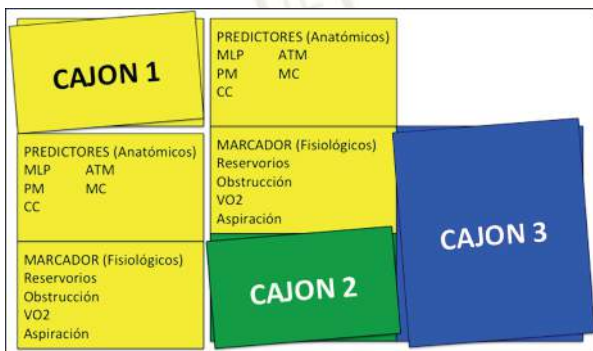 CAJON 1
PREDICTORES (Anatómicos)
MLP ATM
PM MC
CC
MARCADOR (Fisiológicos)
Reservorios
Obstrucción
VO2
Aspiración
PREDICTORES (Anatómicos)
MLP ATM
PM MC
CC
MARCADOR (Fisiológicos)
Reservorios
Obstrucción
VO2
Aspiración
CAJON 2
CAJON 3